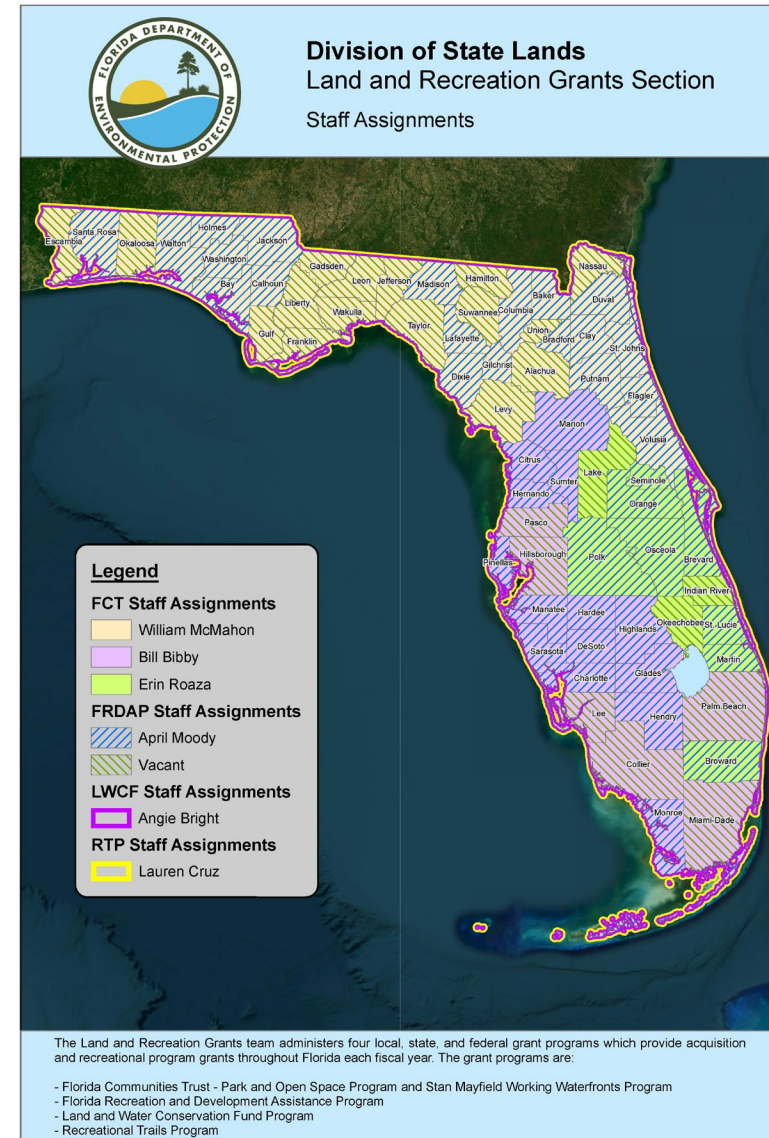 FLORIDA DEPARTMENT OF
ENVIRONMENTAL PROTECTION
Division of State Lands
Land and Recreation Grants Section
Staff Assignments
Escambia
Santa Rosa
Okaloosa
Walton
Holmes
Washington
Bay
Jackson
Calhoun
Gulf
Liberty
Franklin
Gadsden
Leon
Wakulla
Jefferson
Madison
Taylor
Hamilton
Suwannee
Lafayette
Dixie
Columbia
Gilchrist
Levy
Baker
Union
Bradford
Alachua
Nassau
Duval
Clay
St. Johns
Putnam
Flagler
Volusia
Marion
Citrus
Sumter
Hernando
Lake
Seminole
Orange
Pasco
Pinellas
Hillsborough
Polk
Osceola
Brevard
Indian River
Okeechobee
St. Lucie
Martin
Manatee
Hardee
Highlands
Sarasota
DeSoto
Charlotte
Glades
Lee
Hendry
Palm Beach
Collier
Broward
Monroe
Miami-Dade
Legend
FCT Staff Assignments
William McMahon
Bill Bibby
Erin Roaza
FRDAP Staff Assignments
April Moody
Vacant
LWCF Staff Assignments
Angie Bright
RTP Staff Assignments
Lauren Cruz
The Land and Recreation Grants team administers four local, state, and federal grant programs which provide acquisition
and recreational program grants throughout Florida each fiscal year. The grant programs are:
- Florida Communities Trust - Park and Open Space Program and Stan Mayfield Working Waterfronts Program
- Florida Recreation and Development Assistance Program
- Land and Water Conservation Fund Program
- Recreational Trails Program